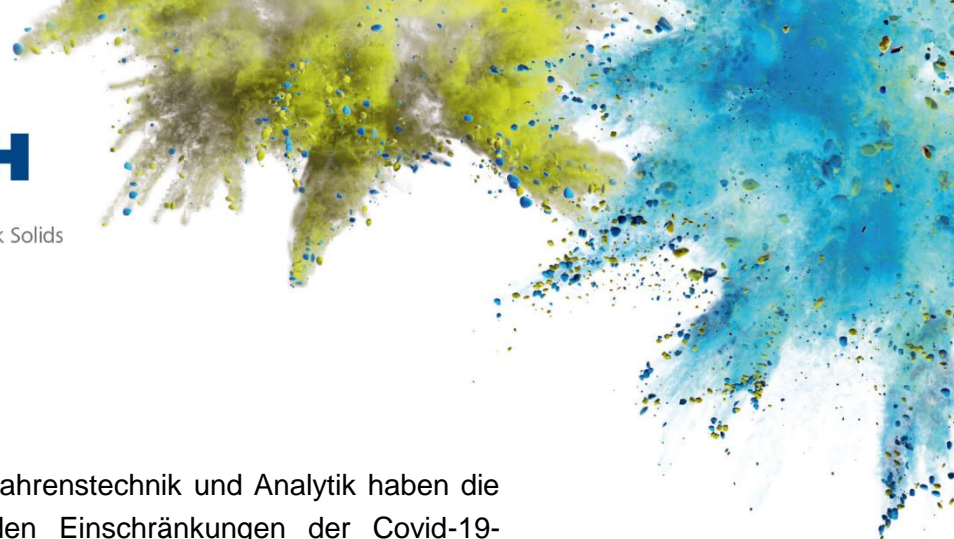 H
k Solids
ahrenstechnik und Analytik haben die
den Einschränkungen der Covid-19-